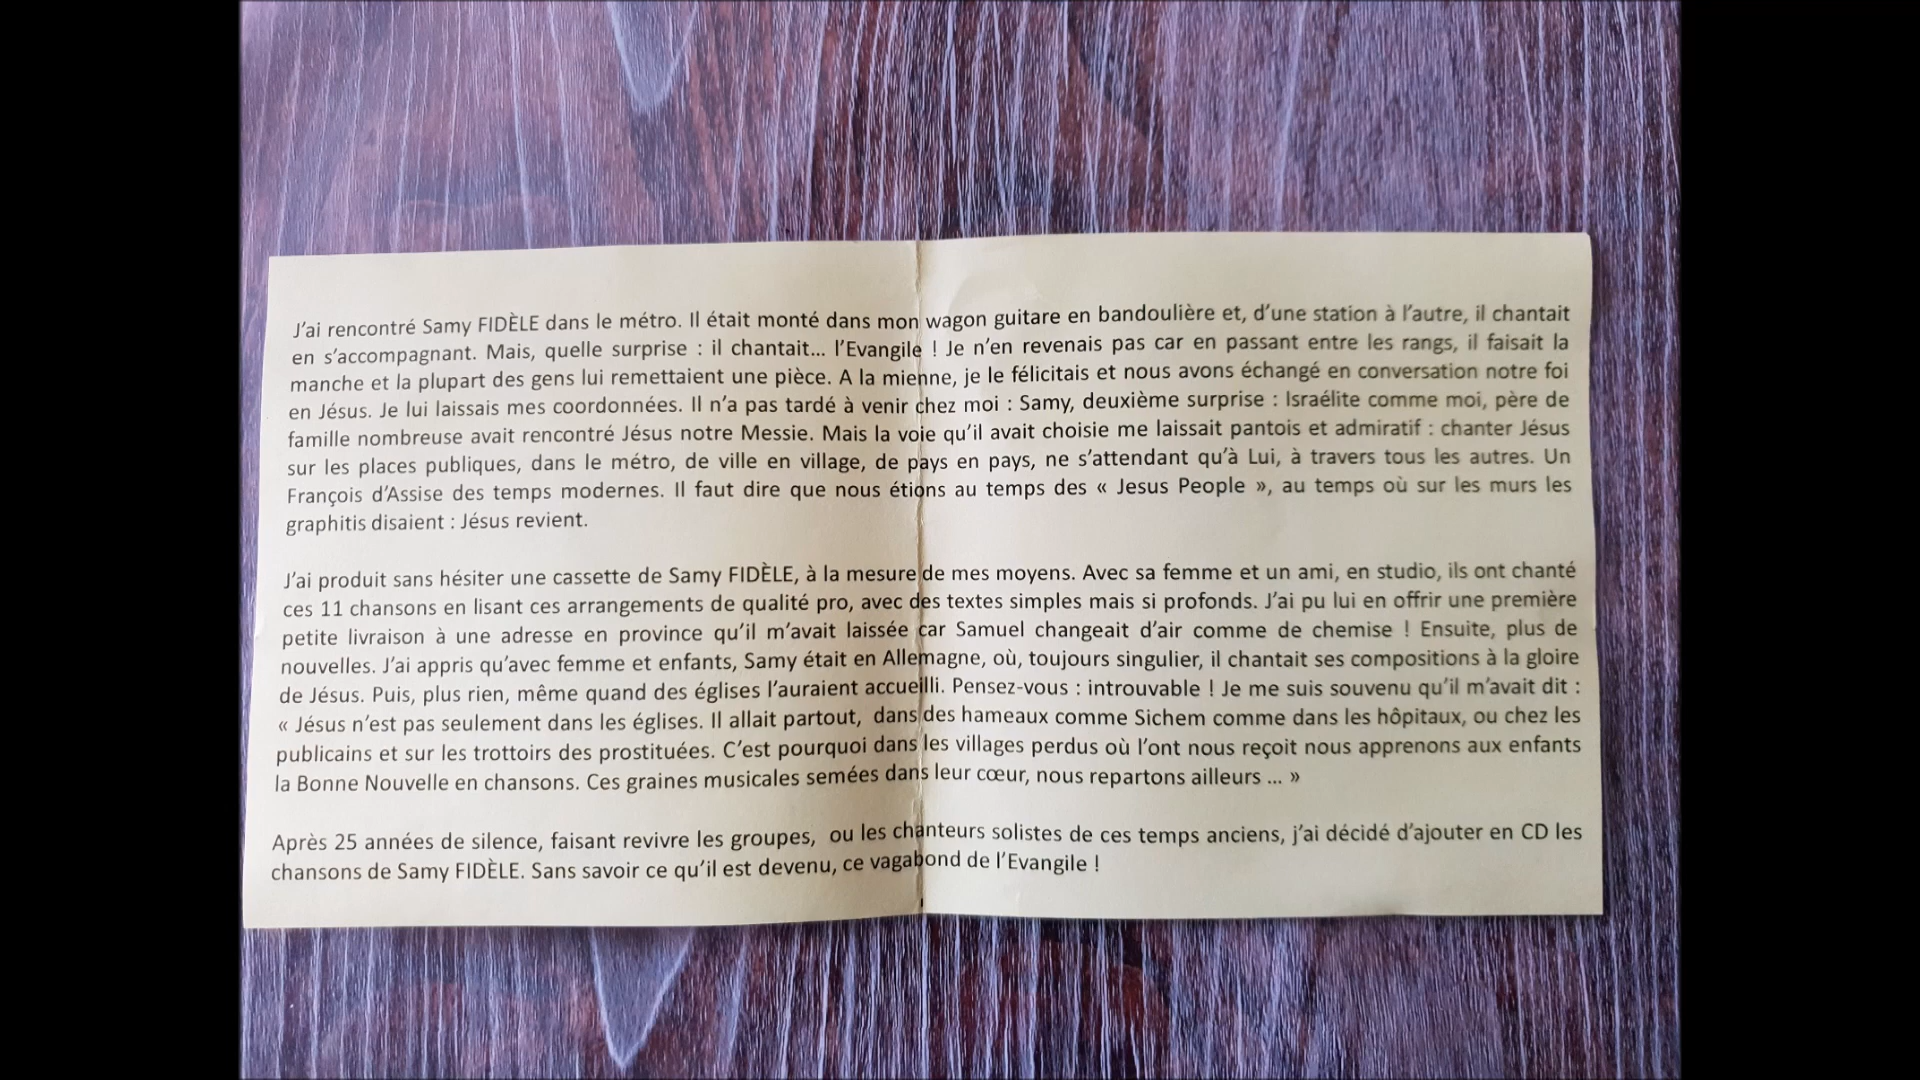 J'ai rencontré Samy FIDÈLE dans le métro. Il était monté dans mon wagon guitare en bandoulière et, d'une station à l'autre, il chantait
en s'accompagnant. Mais, quelle surprise : il chantait... l'Evangile ! Je n'en revenais pas car en passant entre les rangs, il faisait la
manche et la plupart des gens lui remettaient une pièce. A la mienne, je le félicitais et nous avons échangé en conversation notre foi
en Jésus. Je lui laissais mes coordonnées. Il n'a pas tardé à venir chez moi : Samy, deuxième surprise : Israélite comme moi, père de
famille nombreuse avait rencontré Jésus notre Messie. Mais la voie qu'il avait choisie me laissait pantois et admiratif : chanter Jésus
sur les places publiques, dans le métro, de ville en village, de pays en pays, ne s'attendant qu'à Lui, à travers tous les autres. Un
François d'Assise des temps modernes. Il faut dire que nous étions au temps des « Jesus People », au temps où sur les murs les
graphitis disaient : Jésus revient.
J'ai produit sans hésiter une cassette de Samy FIDÈLE, à la mesure de mes moyens. Avec sa femme et un ami, en studio, ils ont chanté
ces 11 chansons en lisant ces arrangements de qualité pro, avec des textes simples mais si profonds. J'ai pu lui en offrir une première
petite livraison à une adresse en province qu'il m'avait laissée car Samuel changeait d'air comme de chemise ! Ensuite, plus de
nouvelles. J'ai appris qu'avec femme et enfants, Samy était en Allemagne, où, toujours singulier, il chantait ses compositions à la gloire
de Jésus. Puis, plus rien, même quand des églises l'auraient accueilli. Pensez-vous : introuvable ! Je me suis souvenu qu'il m'avait dit :
« Jésus n'est pas seulement dans les églises. Il allait partout, dans des hameaux comme Sichem comme dans les hôpitaux, ou chez les
publicains et sur les trottoirs des prostituées. C'est pourquoi dans les villages perdus où l'ont nous reçoit nous apprenons aux enfants
la Bonne Nouvelle en chansons. Ces graines musicales semées dans leur cœur, nous repartons ailleurs ... »
Après 25 années de silence, faisant revivre les groupes, ou les chanteurs solistes de ces temps anciens, j'ai décidé d'ajouter en CD les
chansons de Samy FIDÈLE. Sans savoir ce qu'il est devenu, ce vagabond de l'Evangile !